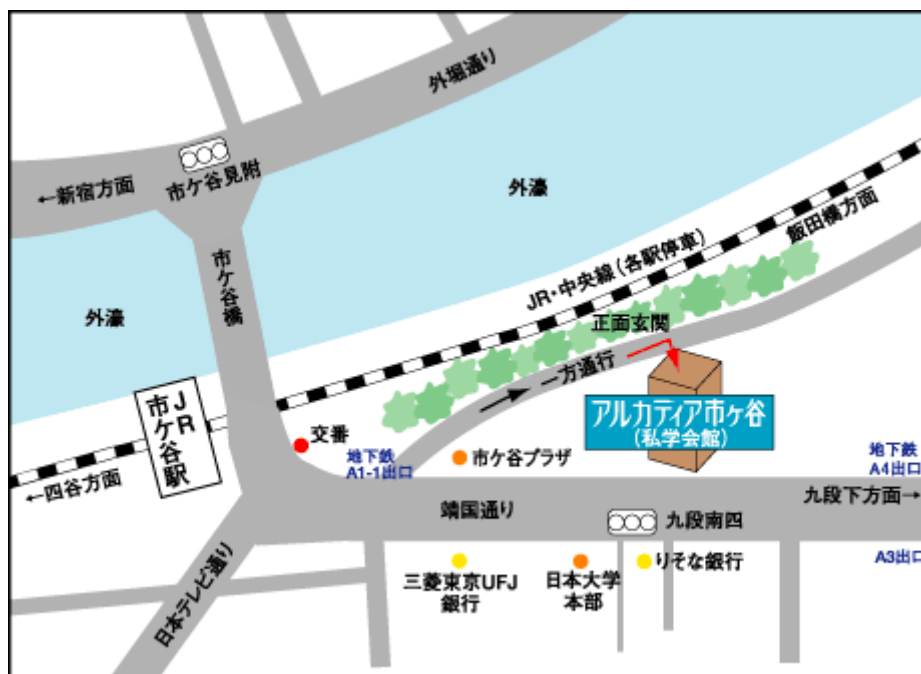 外堀通り
←新宿方面
市ケ谷見附
外濠
飯田橋方面
市ケ谷橋
JR・中央線(各駅停車)
外濠
正面玄関
一方通行
JR
市ケ谷駅
アルカディア市ヶ谷
(私学会館)
交番
地下鉄
A1-1出口
市ケ谷プラザ
地下鉄
A4出口
←四谷方面
九段下方面→
靖国通り
九段南四
日本テレビ通り
三菱東京UFJ
銀行
日本大学
本部
りそな銀行
A3出口